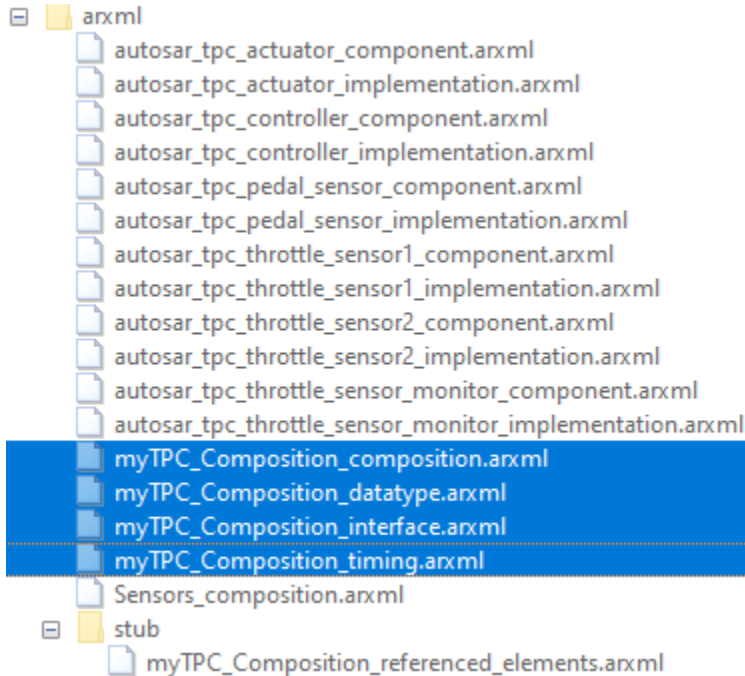 arxml
autosar_tpc_actuator_component.arxml
autosar_tpc_actuator_implementation.arxml
autosar_tpc_controller_component.arxml
autosar_tpc_controller_implementation.arxml
autosar_tpc_pedal_sensor_component.arxml
autosar_tpc_pedal_sensor_implementation.arxml
autosar_tpc_throttle_sensor1_component.arxml
autosar_tpc_throttle_sensor1_implementation.arxml
autosar_tpc_throttle_sensor2_component.arxml
autosar_tpc_throttle_sensor2_implementation.arxml
autosar_tpc_throttle_sensor_monitor_component.arxml
autosar_tpc_throttle_sensor_monitor_implementation.arxml
myTPC_Composition_composition.arxml
myTPC_Composition_datatype.arxml
myTPC_Composition_interface.arxml
myTPC_Composition_timing.arxml
Sensors_composition.arxml
stub
myTPC_Composition_referenced_elements.arxml